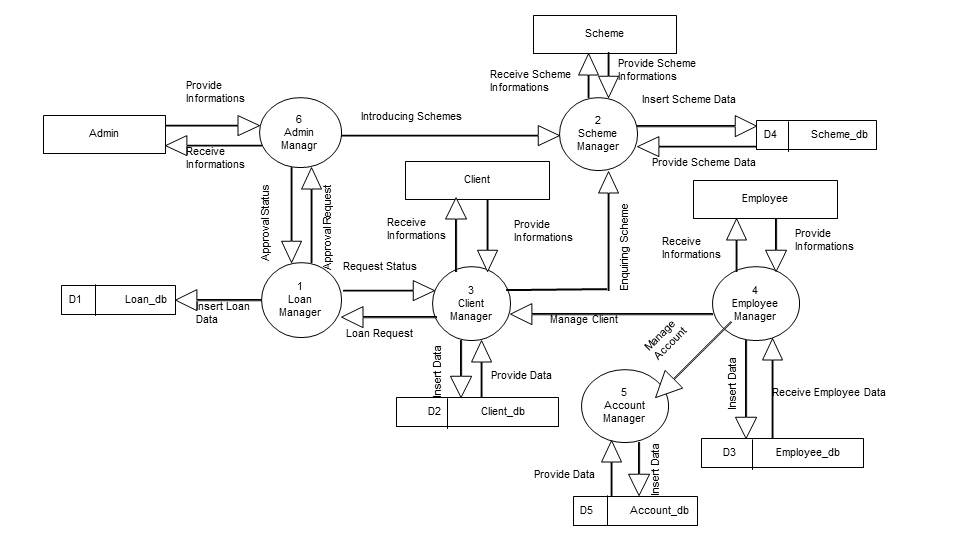 Scheme
Receive Scheme
Informations
Provide Scheme
Informations
Provide
Informations
Insert Scheme Data
Admin
6
Admin
Managr
Introducing Schemes
2
Scheme
Manager
D4
Scheme_db
Receive
Informations
Provide Scheme Data
Client
Employee
Approval Status
Approval Request
Receive
Informations
Provide
Informations
Enquiring Scheme
Receive
Informations
Provide
Informations
Request Status
D1
Loan_db
Insert Loan
Data
1
Loan
Manager
3
Client
Manager
4
Employee
Manager
Manage Client
Loan Request
Manage
Account
Insert Data
Provide Data
Insert Data
Receive Employee Data
D2
Client_db
5
Account
Manager
D3
Employee_db
Provide Data
Insert Data
D5
Account_db